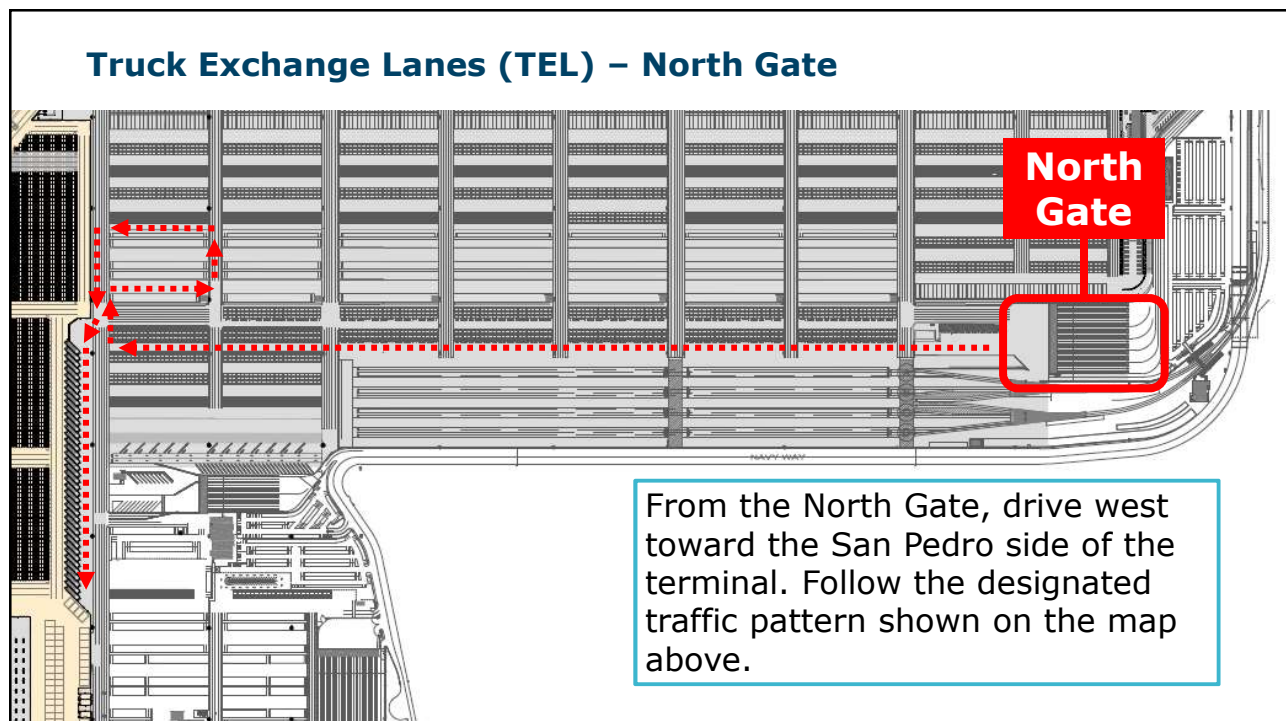 Truck Exchange Lanes (TEL) – North Gate
North
Gate
NAVY WAY
From the North Gate, drive west
toward the San Pedro side of the
terminal. Follow the designated
traffic pattern shown on the map
above.